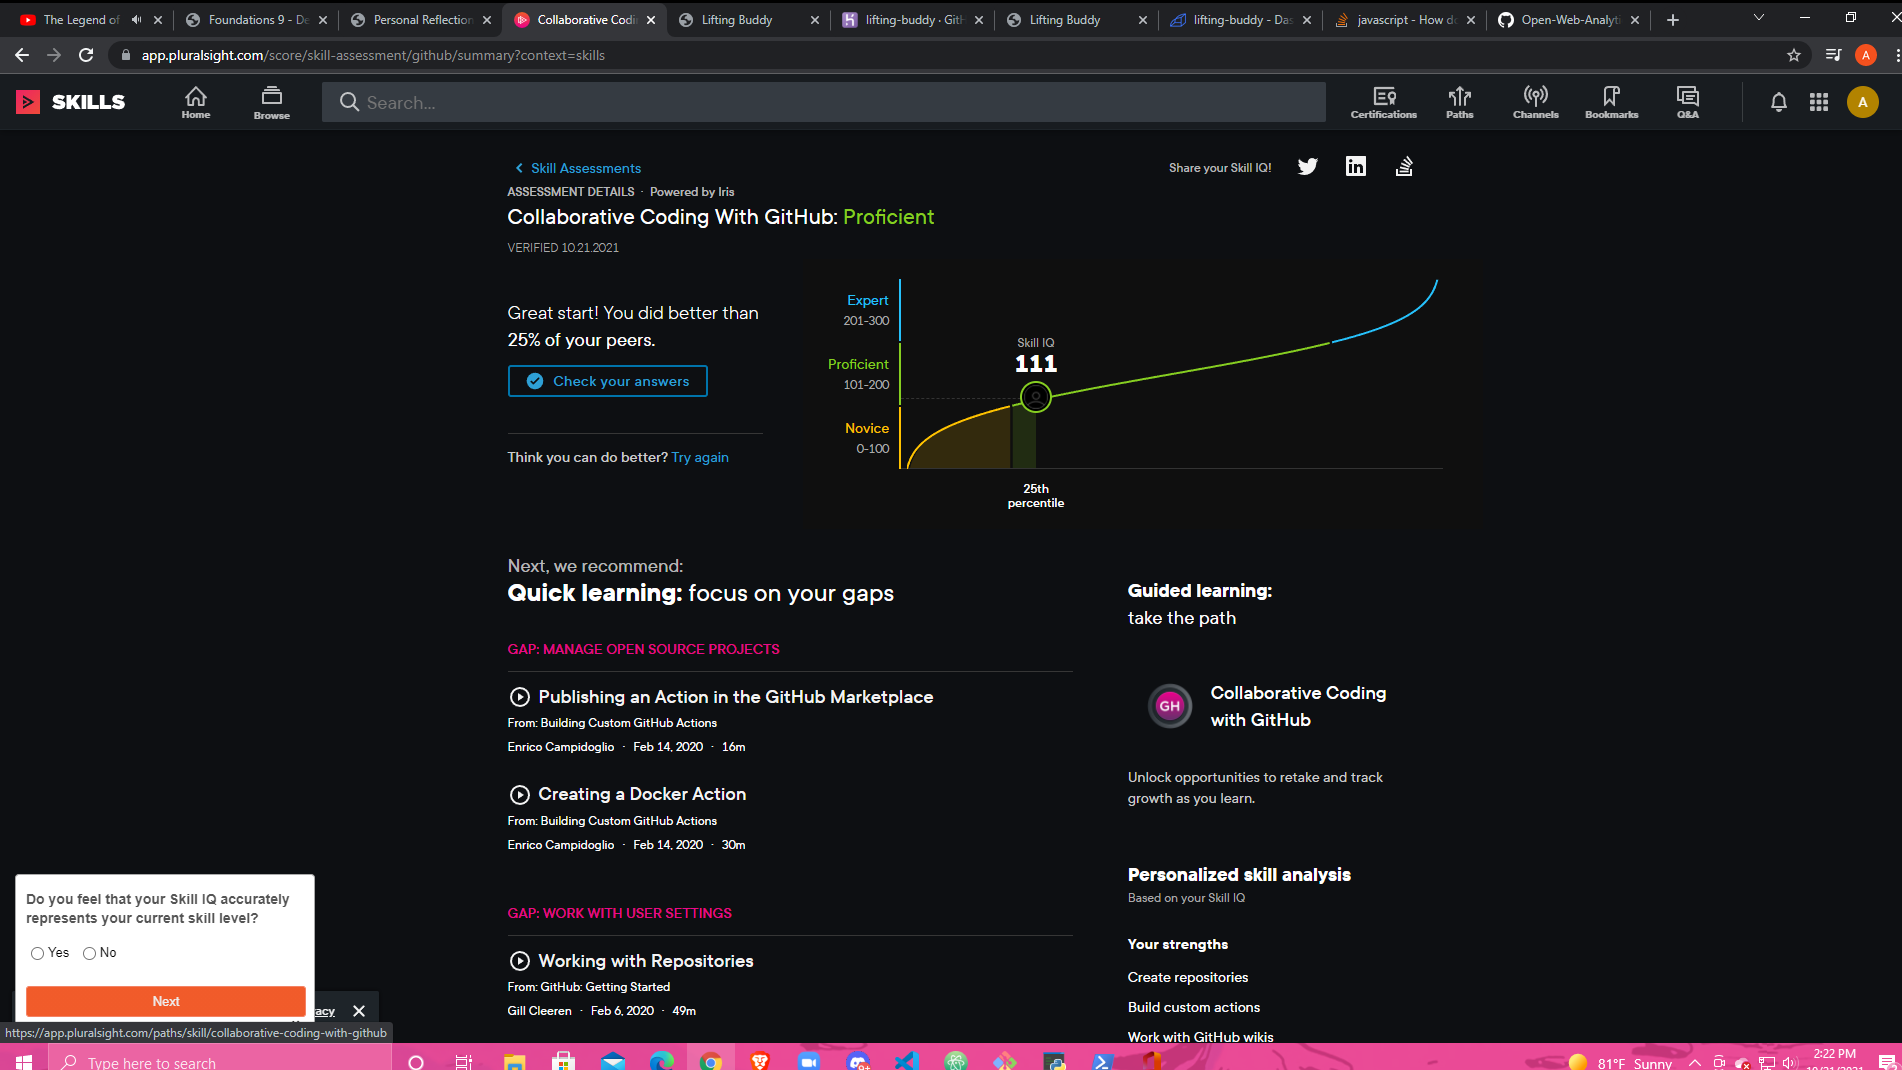 The Legend of
Foundations 9 - De
Personal Reflection
Collaborative Codi
Lifting Buddy
lifting-buddy · GitH
Lifting Buddy
lifting-buddy - Das
javascript - How do
Open-Web-Analyti
app.pluralsight.com/score/skill-assessment/github/summary?context=skills
A
SKILLS
Home
Browse
Search...
Certifications
Paths
Channels
Bookmarks
Q&A
A
Skill Assessments
Share your Skill IQ!
ASSESSMENT DETAILS · Powered by Iris
Collaborative Coding With GitHub: Proficient
VERIFIED 10.21.2021
Great start! You did better than
25% of your peers.
Check your answers
Think you can do better? Try again
Expert
201-300
Proficient
101-200
Novice
0-100
Skill IQ
111
25th
percentile
Next, we recommend:
Quick learning: focus on your gaps
GAP: MANAGE OPEN SOURCE PROJECTS
Publishing an Action in the GitHub Marketplace
From: Building Custom GitHub Actions
Enrico Campidoglio · Feb 14, 2020 · 16m
Creating a Docker Action
From: Building Custom GitHub Actions
Enrico Campidoglio · Feb 14, 2020 · 30m
GAP: WORK WITH USER SETTINGS
Working with Repositories
From: GitHub: Getting Started
Gill Cleeren · Feb 6, 2020 · 49m
Guided learning:
take the path
GH
Collaborative Coding
with GitHub
Unlock opportunities to retake and track
growth as you learn.
Personalized skill analysis
Based on your Skill IQ
Your strengths
Create repositories
Build custom actions
Work with GitHub wikis
Do you feel that your Skill IQ accurately
represents your current skill level?
Yes
No
Next
vacy
https://app.pluralsight.com/paths/skill/collaborative-coding-with-github
Type here to search
81°F Sunny
2:22 PM
10/21/2021